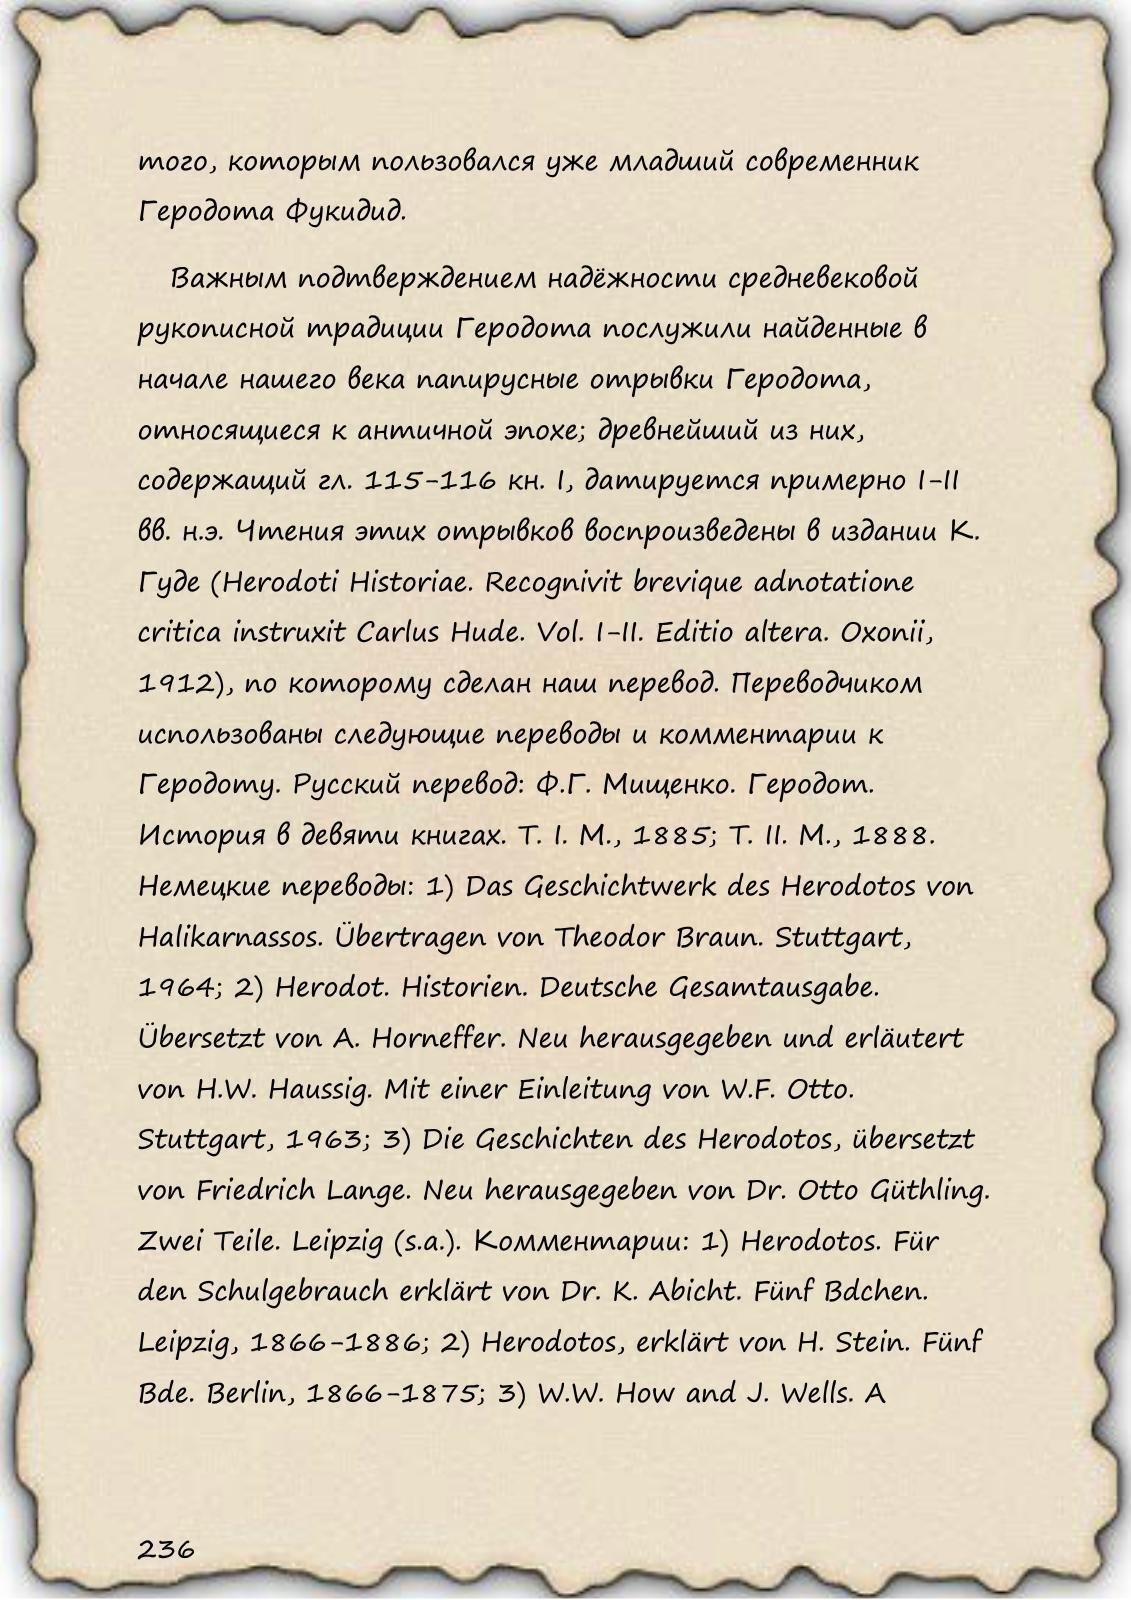 того, которым пользовался уже младший современник
Геродота Фукидид.
Важным подтверждением надёжности средневековой
рукописной традиции Геродота послужили найденные в
начале нашего века папирусные отрывки Геродота,
относящиеся к античной эпохе; древнейший из них,
содержащий гл. 115-116 кн. I, датируется примерно I-II
вв. н.э. Чтения этих отрывков воспроизведены в издании К.
Гуде (Herodoti Historiae. Recognivit brevique adnotatione
critica instruxit Carlus Hude. Vol. I-II. Editio altera. Oxonii,
1912), по которому сделан наш перевод. Переводчиком
использованы следующие переводы и комментарии к
Геродоту. Русский перевод: Ф.Г. Мищенко. Геродот.
История в девяти книгах. Т. I. М., 1885; Т. II. М., 1888.
Немецкие переводы: 1) Das Geschichtwerk des Herodotos von
Halikarnassos. Übertragen von Theodor Braun. Stuttgart,
1964; 2) Herodot. Historien. Deutsche Gesamtausgabe.
Übersetzt von A. Horneffer. Neu herausgegeben und erläutert
von H.W. Haussig. Mit einer Einleitung von W.F. Otto.
Stuttgart, 1963; 3) Die Geschichten des Herodotos, übersetzt
von Friedrich Lange. Neu herausgegeben von Dr. Otto Güthling.
Zwei Teile. Leipzig (s.a.). Комментарии: 1) Herodotos. Für
den Schulgebrauch erklärt von Dr. K. Abicht. Fünf Bdchen.
Leipzig, 1866-1886; 2) Herodotos, erklärt von H. Stein. Fünf
Bde. Berlin, 1866-1875; 3) W.W. How and J. Wells. A
236